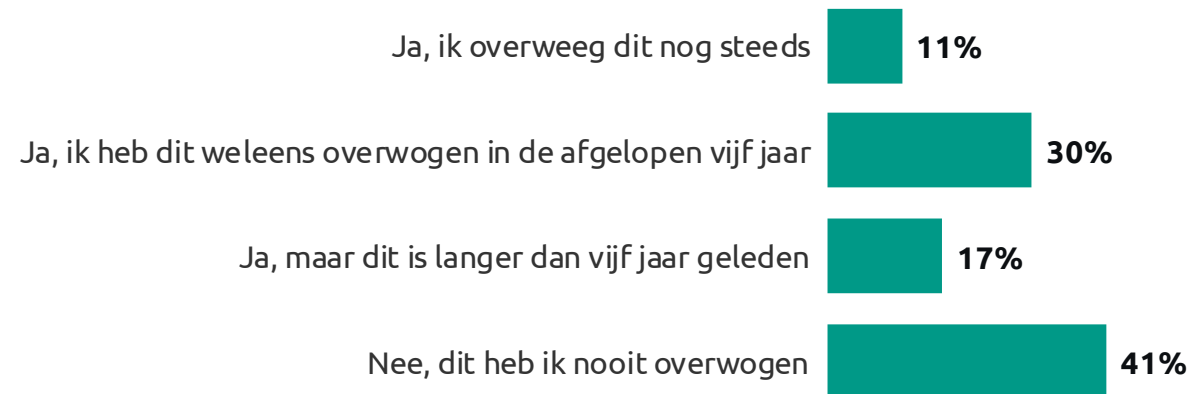 Ja, ik overweeg dit nog steeds 11%
Ja, ik heb dit weleens overwogen in de afgelopen vijf jaar 30%
Ja, maar dit is langer dan vijf jaar geleden 17%
Nee, dit heb ik nooit overwogen 41%